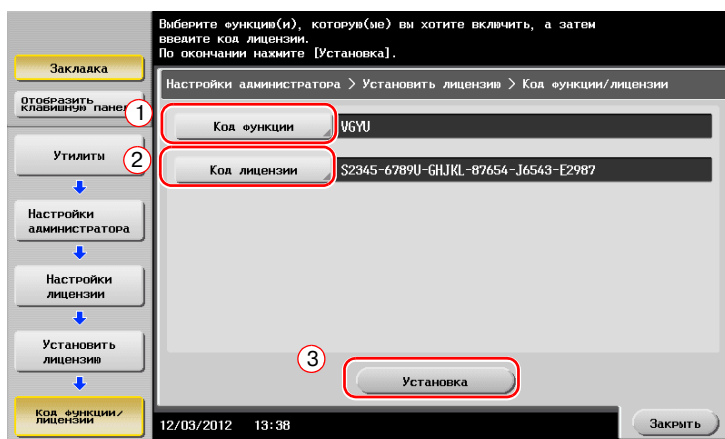 Выберите функцию(и), которую(ые) вы хотите включить, а затем
введите код лицензии.
По окончании нажмите [Установка].
Закладка
Отобразить
клавишную панел
Настройки администратора > Установить лицензию > Код функции/лицензии
1
Код функции
VGYU
Утилиты
2
Код лицензии
S2345-6789U-GHJKL-87654-J6543-E2987
Настройки
администратора
Настройки
лицензии
Установить
лицензию
3
Установка
Код функции/
лицензии
12/03/2012 13:38
Закрыть